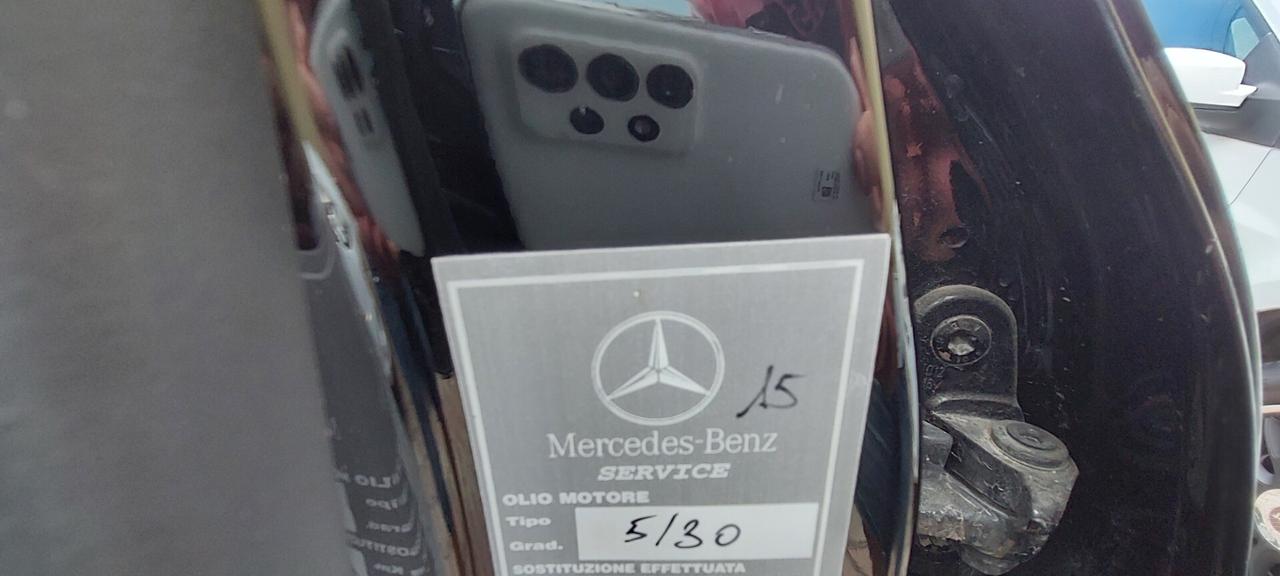 15
Mercedes-Benz
SERVICE
OLIO MOTORE
Tipo
Grad. 5/30
SOSTITUZIONE EFFETTUATA